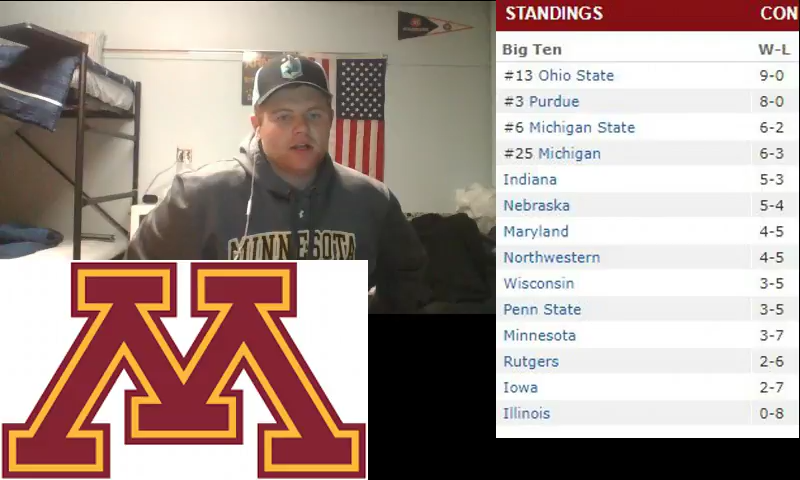 STANDINGS CON
Big Ten W-L
#13 Ohio State 9-0
#3 Purdue 8-0
#6 Michigan State 6-2
#25 Michigan 6-3
Indiana 5-3
Nebraska 5-4
Maryland 4-5
Northwestern 4-5
Wisconsin 3-5
Penn State 3-5
Minnesota 3-7
Rutgers 2-6
Iowa 2-7
Illinois 0-8
MINNESOTA
M